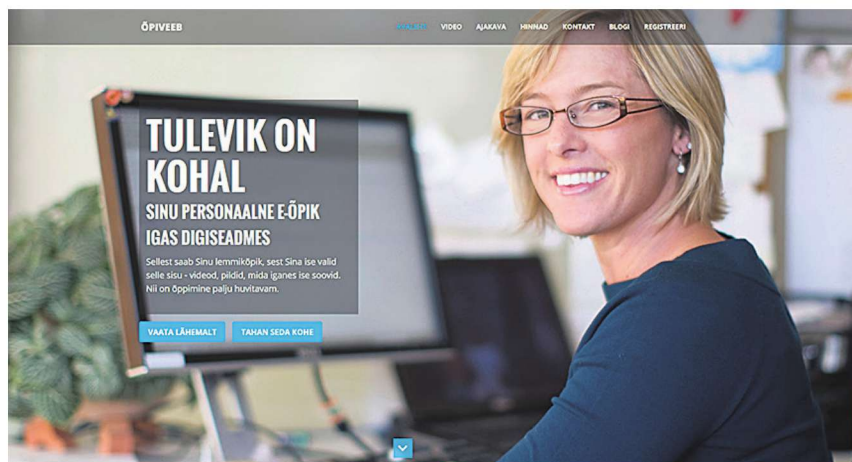 ÕPIVEEB
AVALEHT VIDEO AJAKAVA HINNAD KONTAKT BLOGI REGISTREERI
TULEVIK ON
KOHAL
SINU PERSONAALNE E-ÕPIK
IGAS DIGISEADMES
Sellest saab Sinu lemmikõpik, sest Sina ise valid
selle sisu - videod, pildid, mida iganes ise soovid.
Nii on õppimine palju huvitavam.
VAATA LÄHEMALT TAHAN SEDA KOHE